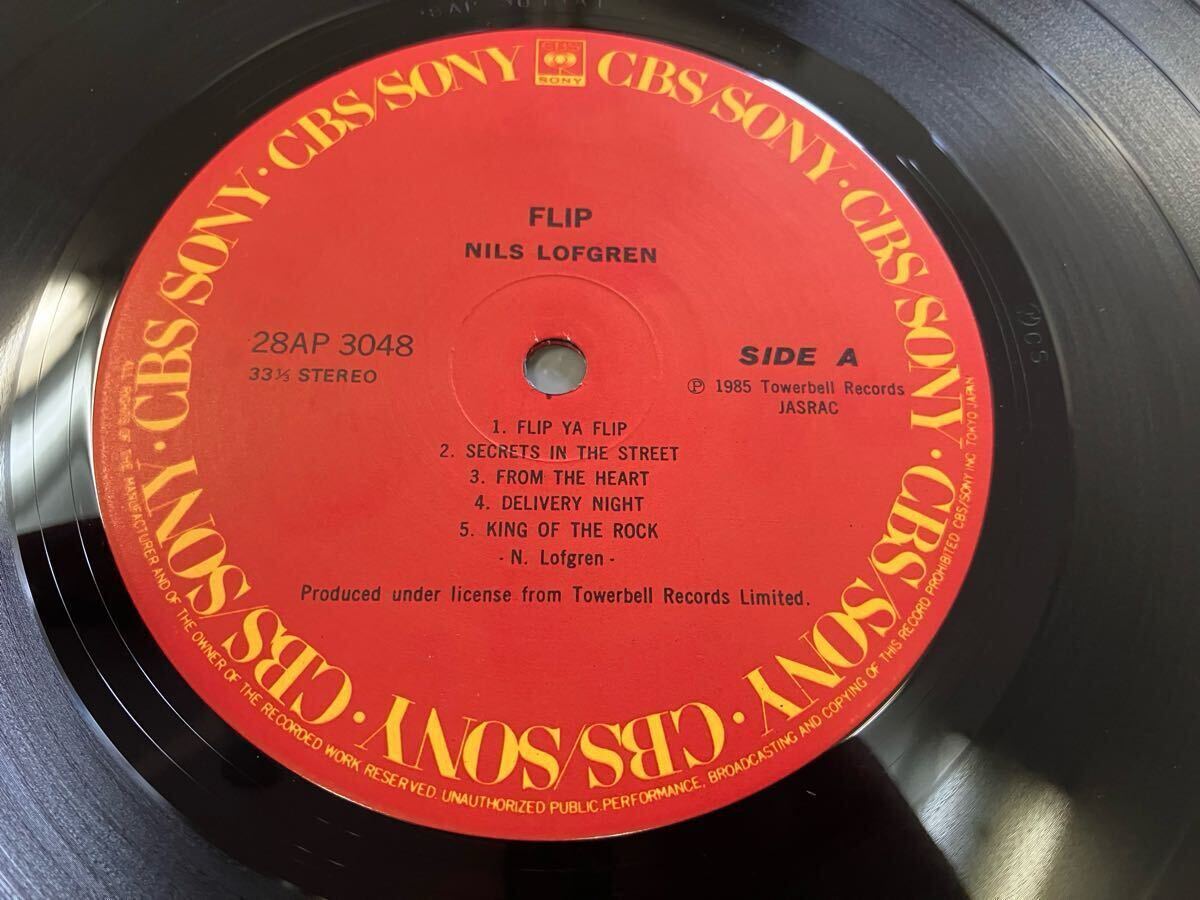 CBS/SONY · CBS/SONY · CBS/SONY · CBS/SONY · CBS/SONY · CBS/SONY · CBS/SONY · CBS/SONY
CBS
SONY
FLIP
NILS LOFGREN
28AP 3048
33⅓ STEREO
SIDE A
Ⓟ 1985 Towerbell Records
JASRAC
1. FLIP YA FLIP
2. SECRETS IN THE STREET
3. FROM THE HEART
4. DELIVERY NIGHT
5. KING OF THE ROCK
- N. Lofgren -
Produced under license from Towerbell Records Limited.
ALL RIGHTS OF THE MANUFACTURER AND OF THE OWNER OF THE RECORDED WORK RESERVED. UNAUTHORIZED PUBLIC PERFORMANCE, BROADCASTING AND COPYING OF THIS RECORD PROHIBITED CBS/SONY INC. TOKYO JAPAN